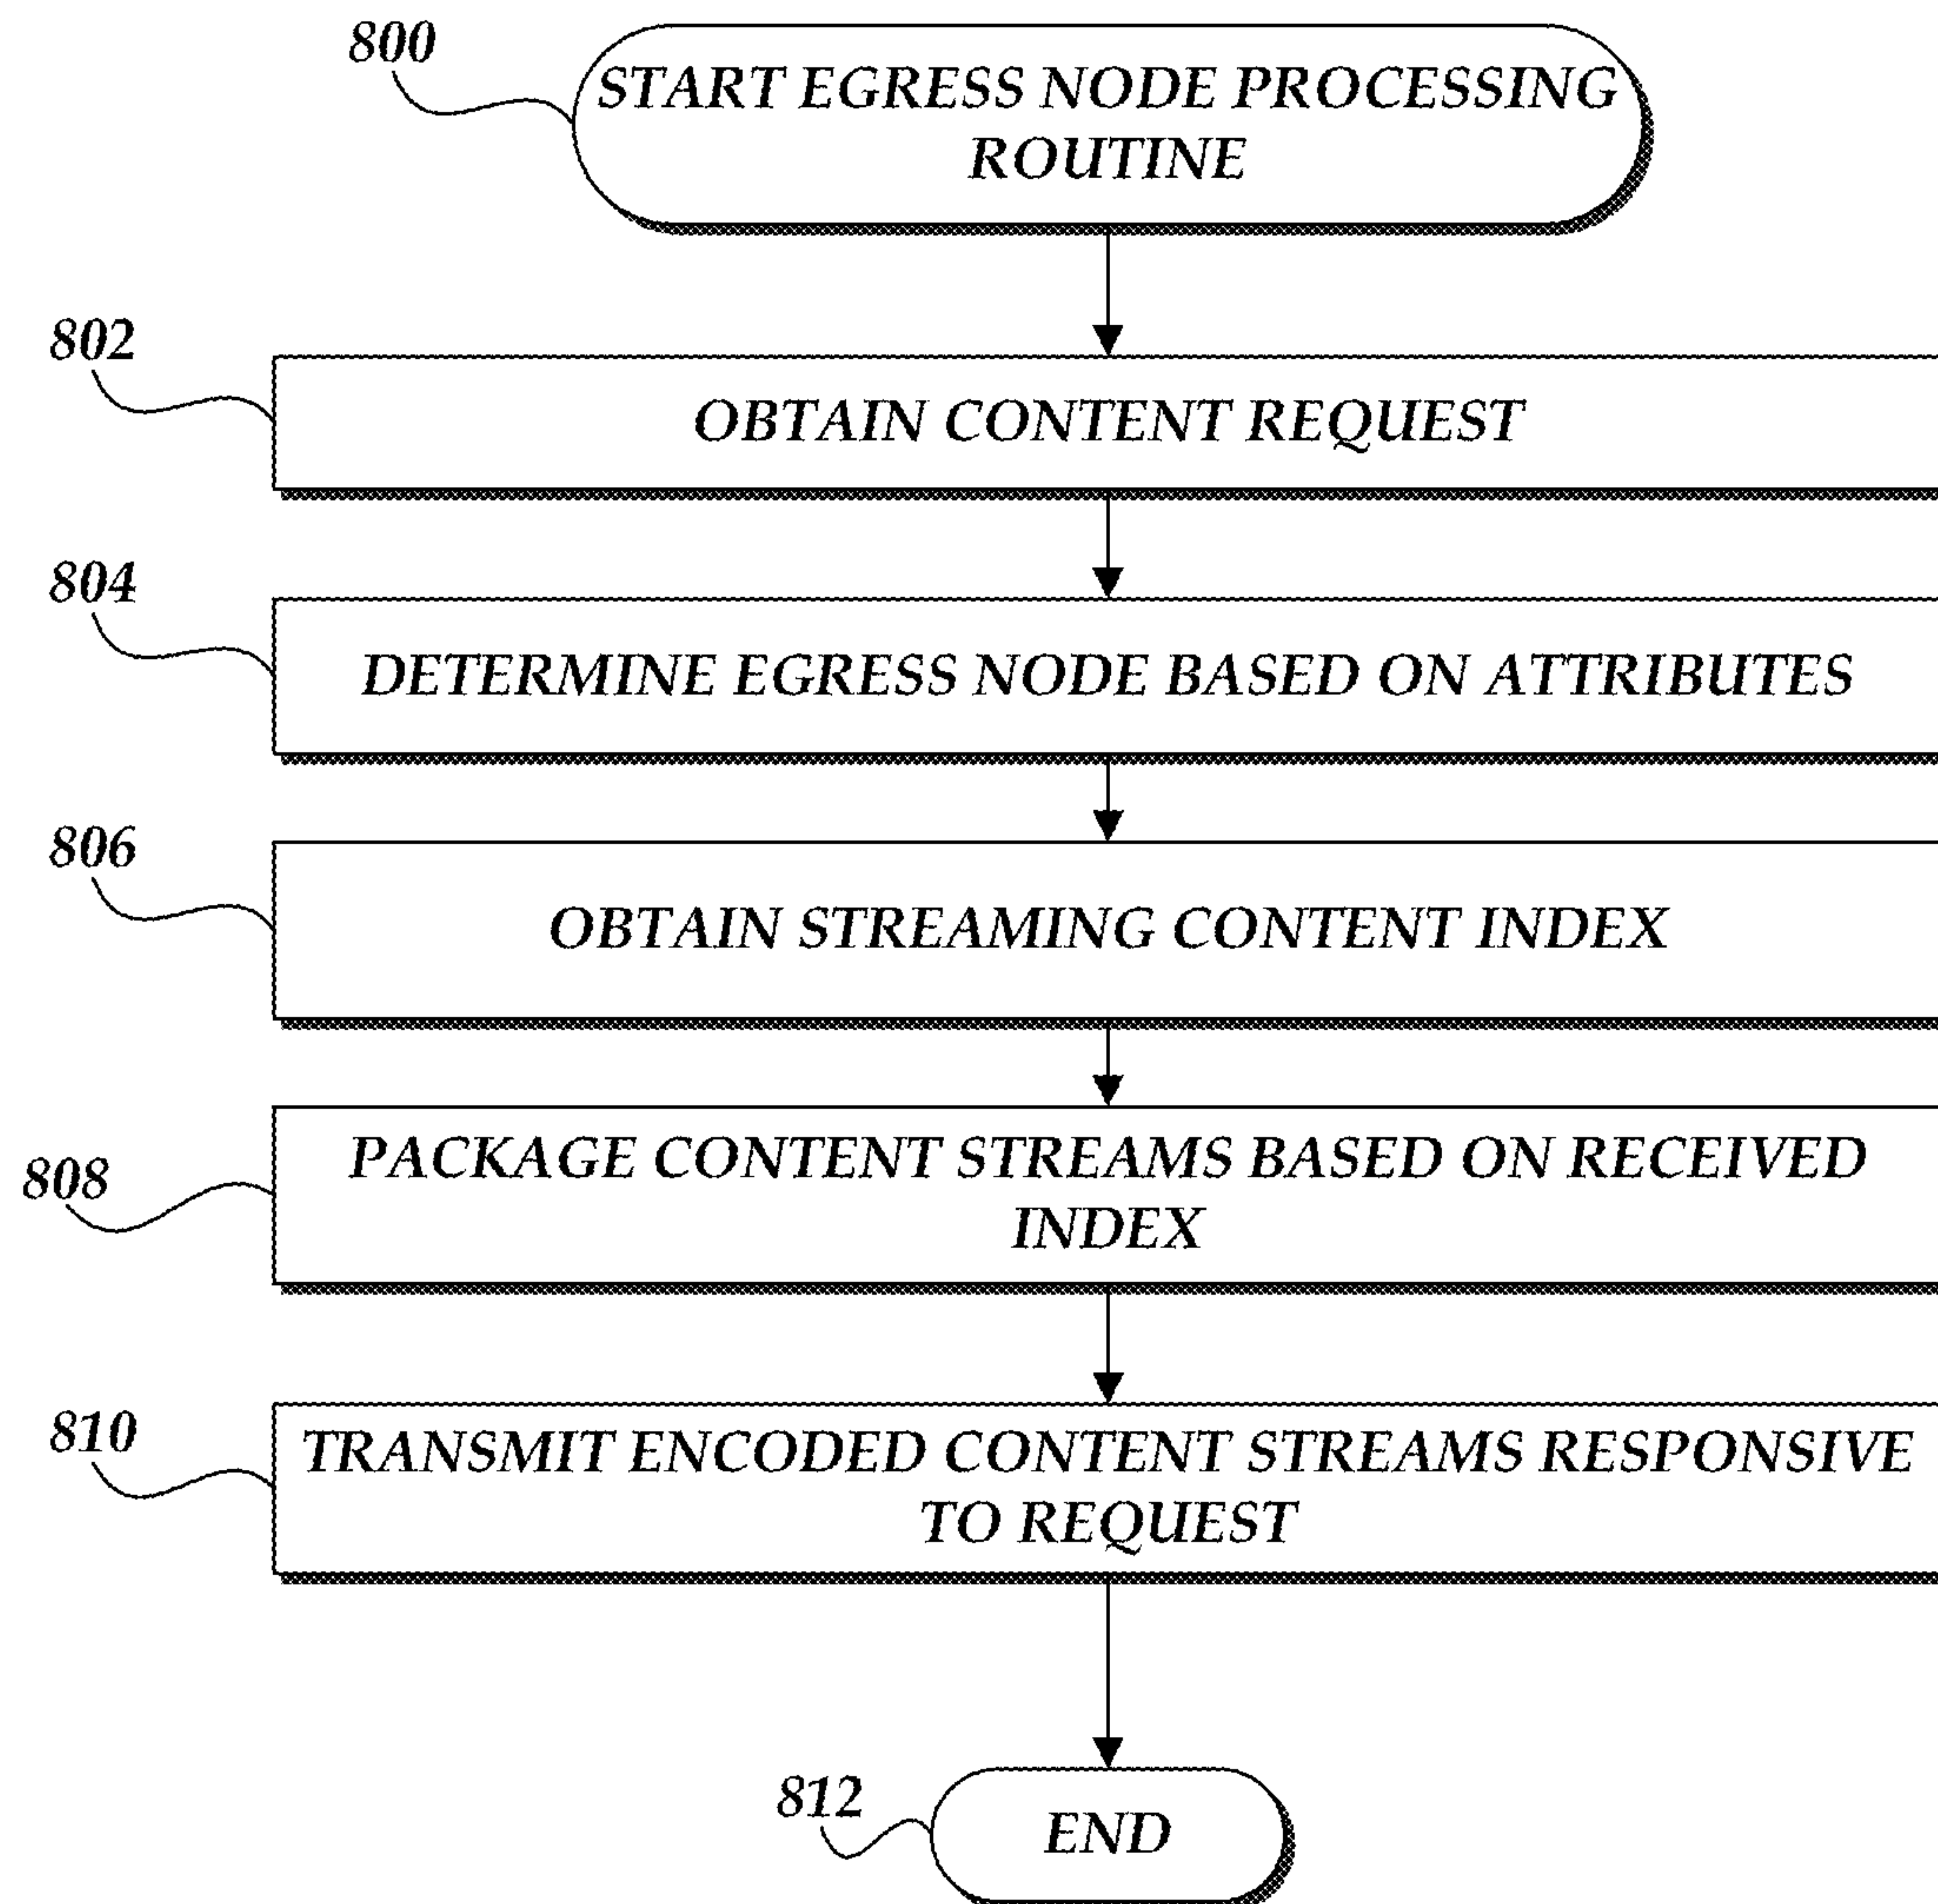 800
START EGRESS NODE PROCESSING
ROUTINE
802
OBTAIN CONTENT REQUEST
804
DETERMINE EGRESS NODE BASED ON ATTRIBUTES
806
OBTAIN STREAMING CONTENT INDEX
808
PACKAGE CONTENT STREAMS BASED ON RECEIVED
INDEX
810
TRANSMIT ENCODED CONTENT STREAMS RESPONSIVE
TO REQUEST
812
END